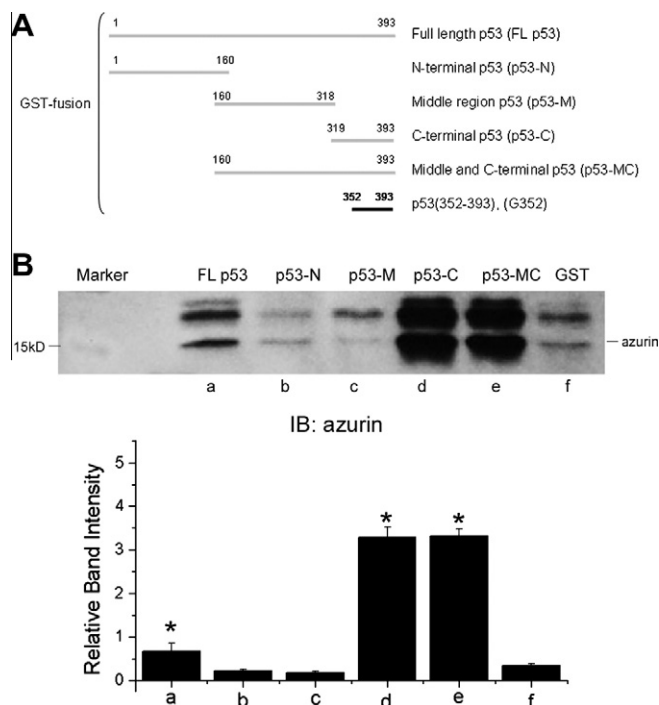 A
1 393
Full length p53 (FL p53)
1 160
N-terminal p53 (p53-N)
GST-fusion
160 318
Middle region p53 (p53-M)
319 393
C-terminal p53 (p53-C)
160 393
Middle and C-terminal p53 (p53-MC)
352 393
p53(352-393), (G352)
B
Marker FL p53 p53-N p53-M p53-C p53-MC GST
15kD azurin
a b c d e f
IB: azurin
Relative Band Intensity
5
4
3
2
1
0
* * *
a b c d e f